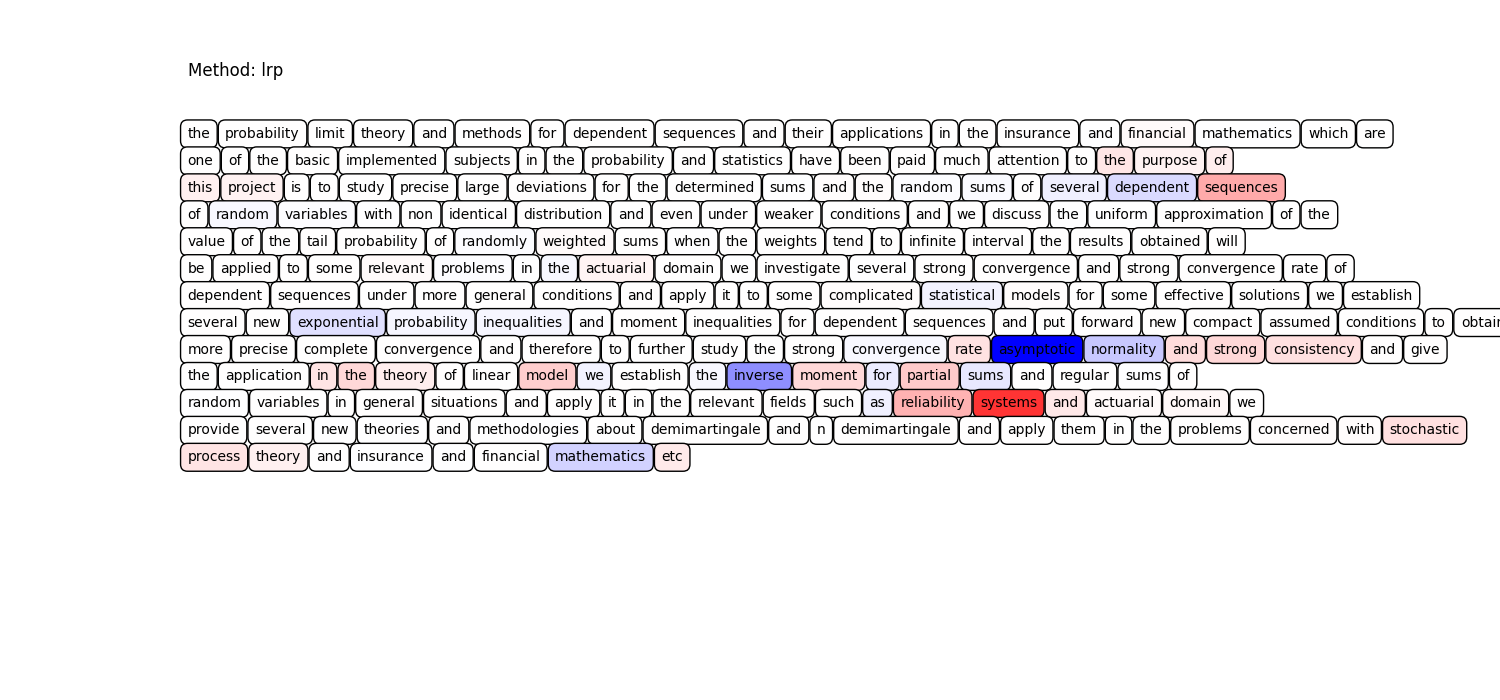 Method: lrp
the probability limit theory and methods for dependent sequences and their applications in the insurance and financial mathematics which are
one of the basic implemented subjects in the probability and statistics have been paid much attention to the purpose of
this project is to study precise large deviations for the determined sums and the random sums of several dependent sequences
of random variables with non identical distribution and even under weaker conditions and we discuss the uniform approximation of the
value of the tail probability of randomly weighted sums when the weights tend to infinite interval the results obtained will
be applied to some relevant problems in the actuarial domain we investigate several strong convergence and strong convergence rate of
dependent sequences under more general conditions and apply it to some complicated statistical models for some effective solutions we establish
several new exponential probability inequalities and moment inequalities for dependent sequences and put forward new compact assumed conditions to obtain
more precise complete convergence and therefore to further study the strong convergence rate asymptotic normality and strong consistency and give
the application in the theory of linear model we establish the inverse moment for partial sums and regular sums of
random variables in general situations and apply it in the relevant fields such as reliability systems and actuarial domain we
provide several new theories and methodologies about demimartingale and n demimartingale and apply them in the problems concerned with stochastic
process theory and insurance and financial mathematics etc